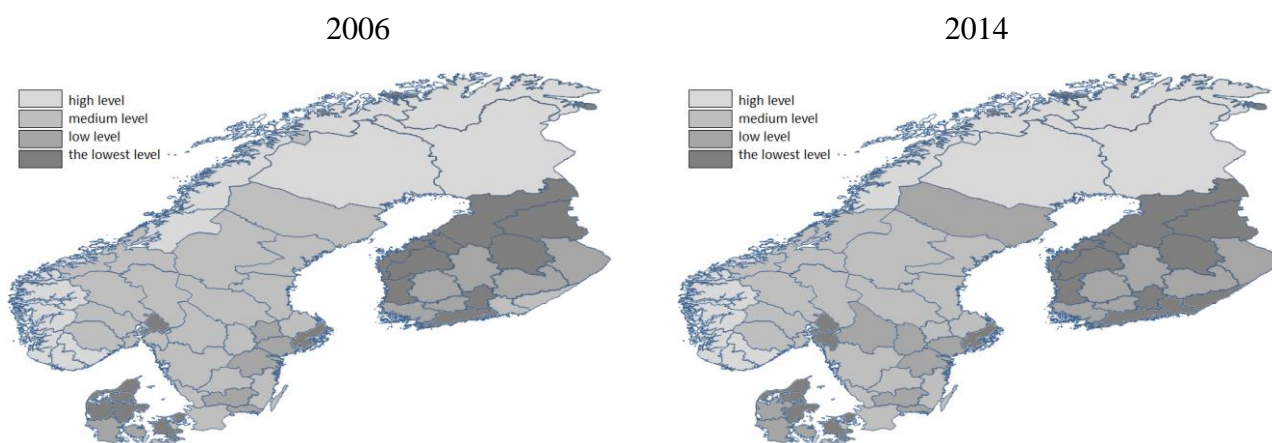 2006
2014
high level
medium level
low level
the lowest level
high level
medium level
low level
the lowest level